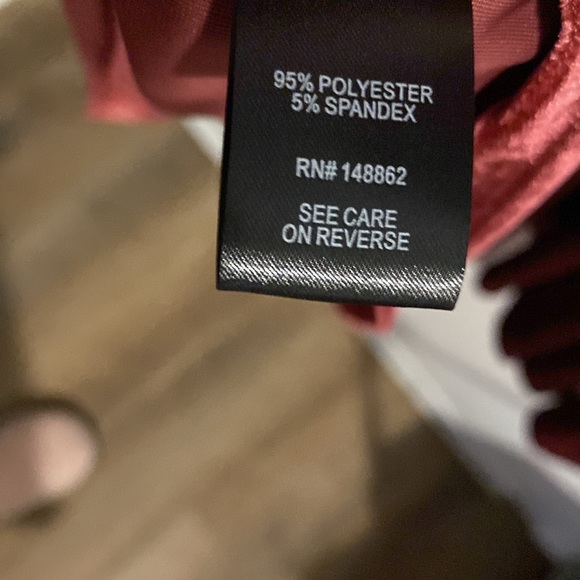 95% POLYESTER
5% SPANDEX
RN# 148862
SEE CARE
ON REVERSE